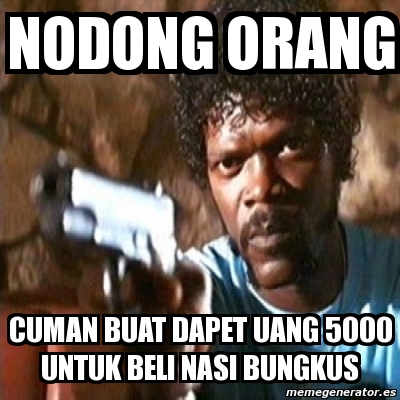 NODONG ORANG
CUMAN BUAT DAPET UANG 5000
UNTUK BELI NASI BUNGKUS
memegenerator.es